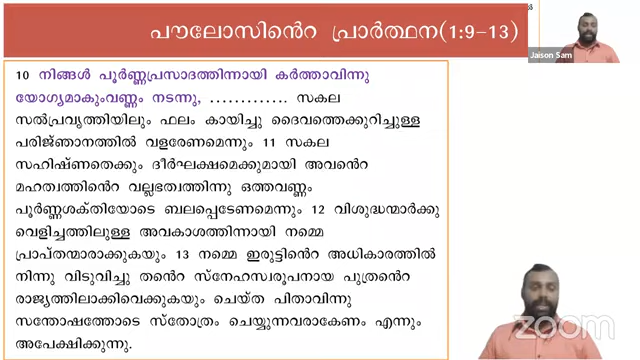 പൗലോസിൻെറ പ്രാർത്ഥന(1:9-13)
Jaison Sam
10 നിങ്ങൾ പൂർണ്ണപ്രസാദത്തിന്നായി കർത്താവിന്നു
യോഗ്യമാകുംവണ്ണം നടന്നു, ............. സകല
സൽപ്രവൃത്തിയിലും ഫലം കായിച്ചു ദൈവത്തെക്കുറിച്ചുള്ള
പരിജ്ഞാനത്തിൽ വളരേണമെന്നും 11 സകല
സഹിഷ്ണതെക്കും ദീർഘക്ഷമെക്കുമായി അവൻെറ
മഹത്വത്തിൻെറ വല്ലഭത്വത്തിന്നു ഒത്തവണ്ണം
പൂർണ്ണശക്തിയോടെ ബലപ്പെടേണമെന്നും 12 വിശുദ്ധന്മാർക്കു
വെളിച്ചത്തിലുള്ള അവകാശത്തിന്നായി നമ്മെ
പ്രാപ്തന്മാരാക്കുകയും 13 നമ്മെ ഇരുട്ടിൻെറ അധികാരത്തിൽ
നിന്നു വിടുവിച്ചു തൻെറ സ്നേഹസ്വരൂപനായ പുത്രൻെറ
രാജ്യത്തിലാക്കിവെക്കുകയും ചെയ്ത പിതാവിന്നു
സന്തോഷത്തോടെ സ്തോത്രം ചെയ്യുന്നവരാകേണം എന്നും
അപേക്ഷിക്കുന്നു.
zoom